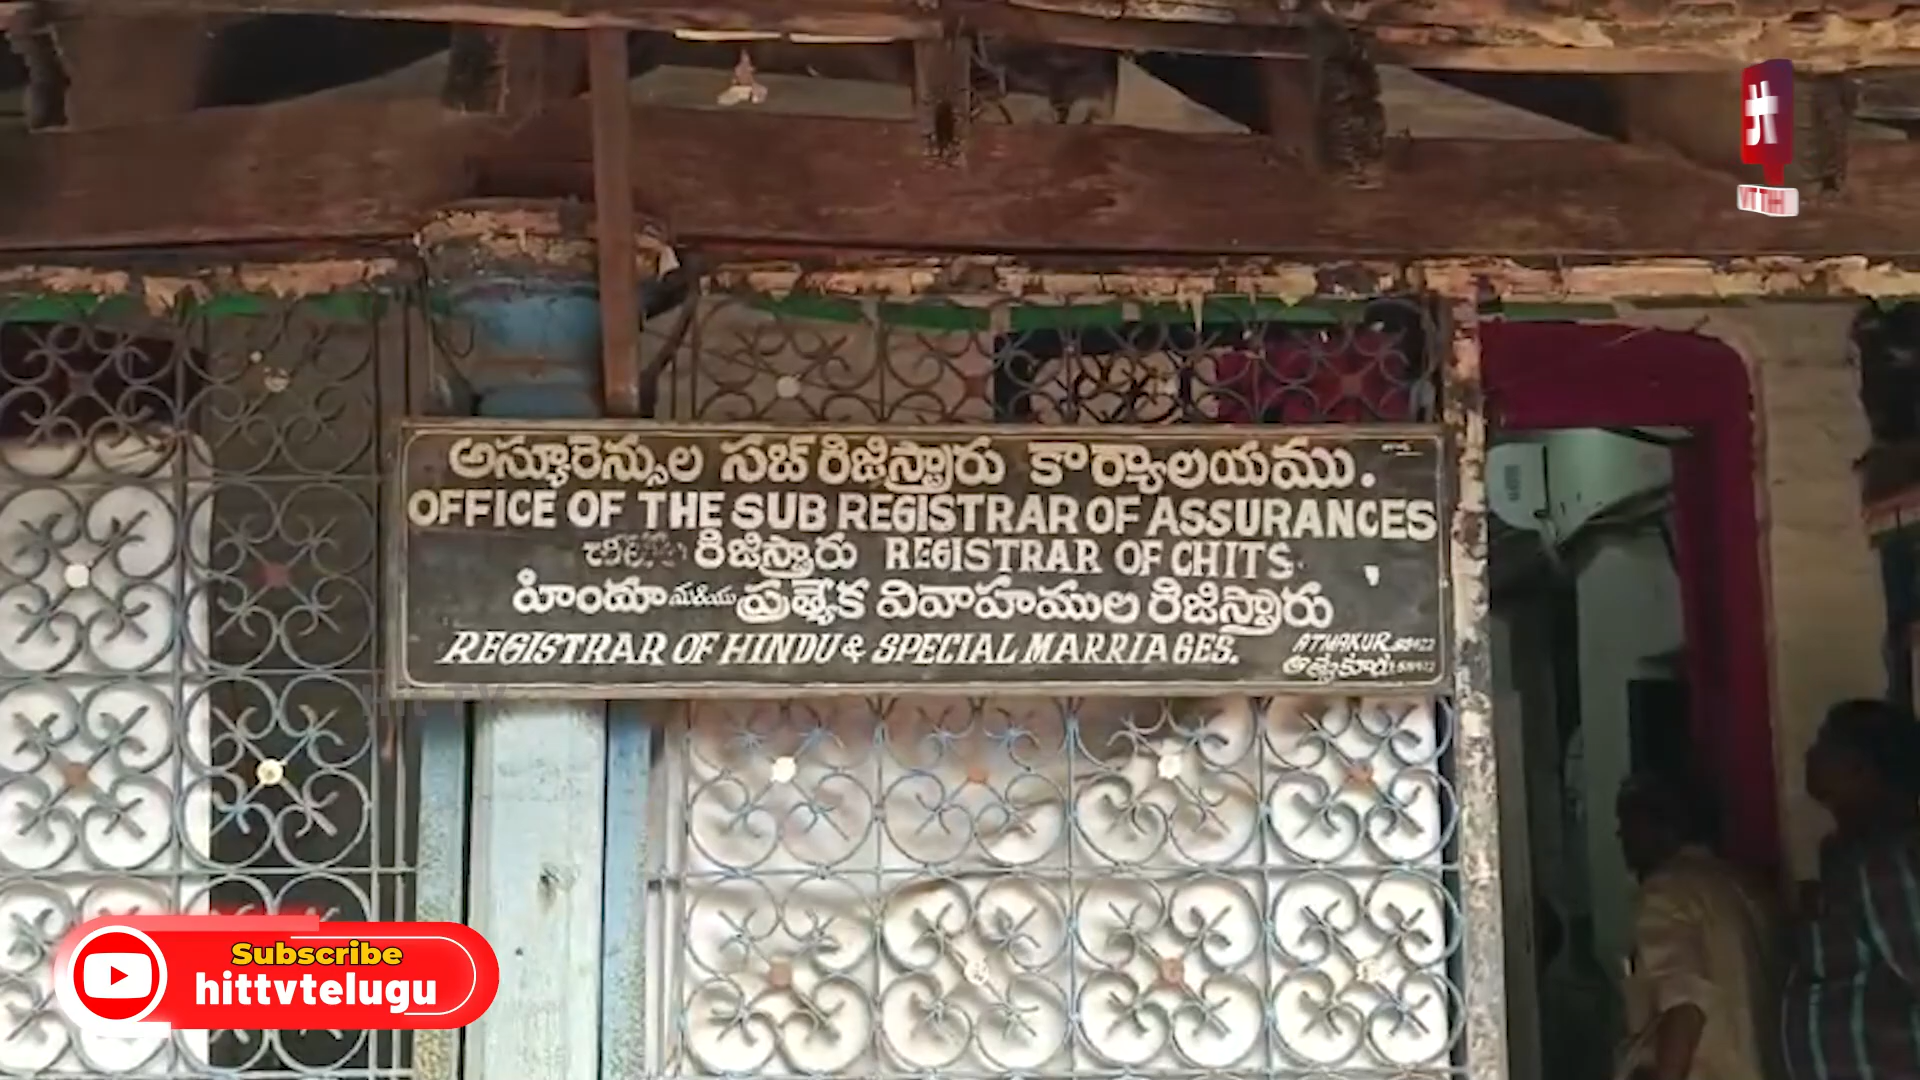 అస్యూరెన్సుల సబ్ రిజిస్ట్రారు కార్యాలయము.
OFFICE OF THE SUB REGISTRAR OF ASSURANCES
రిజిస్ట్రారు REGISTRAR OF CHITS
హిందూ మరియు ప్రత్యేక వివాహముల రిజిస్ట్రారు
REGISTRAR OF HINDU & SPECIAL MARRIAGES.
ATMAKUR
ఆత్మకూరు
Subscribe
hittvtelugu